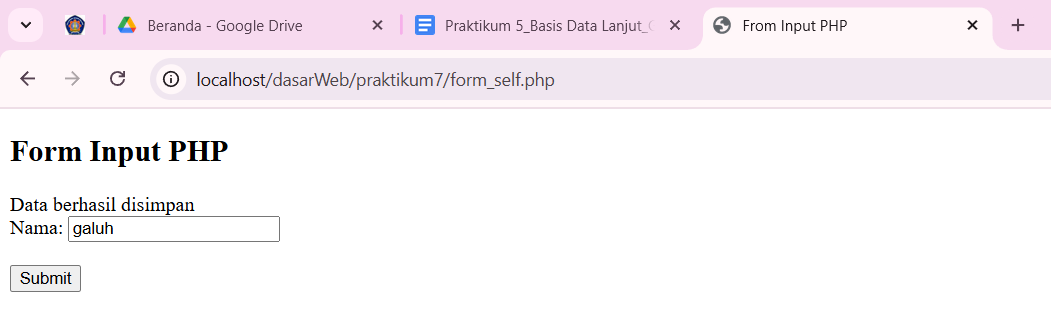 Beranda - Google Drive
Praktikum 5_Basis Data Lanjut_
From Input PHP
localhost/dasarWeb/praktikum7/form_self.php
Form Input PHP
Data berhasil disimpan
Nama: galuh
Submit